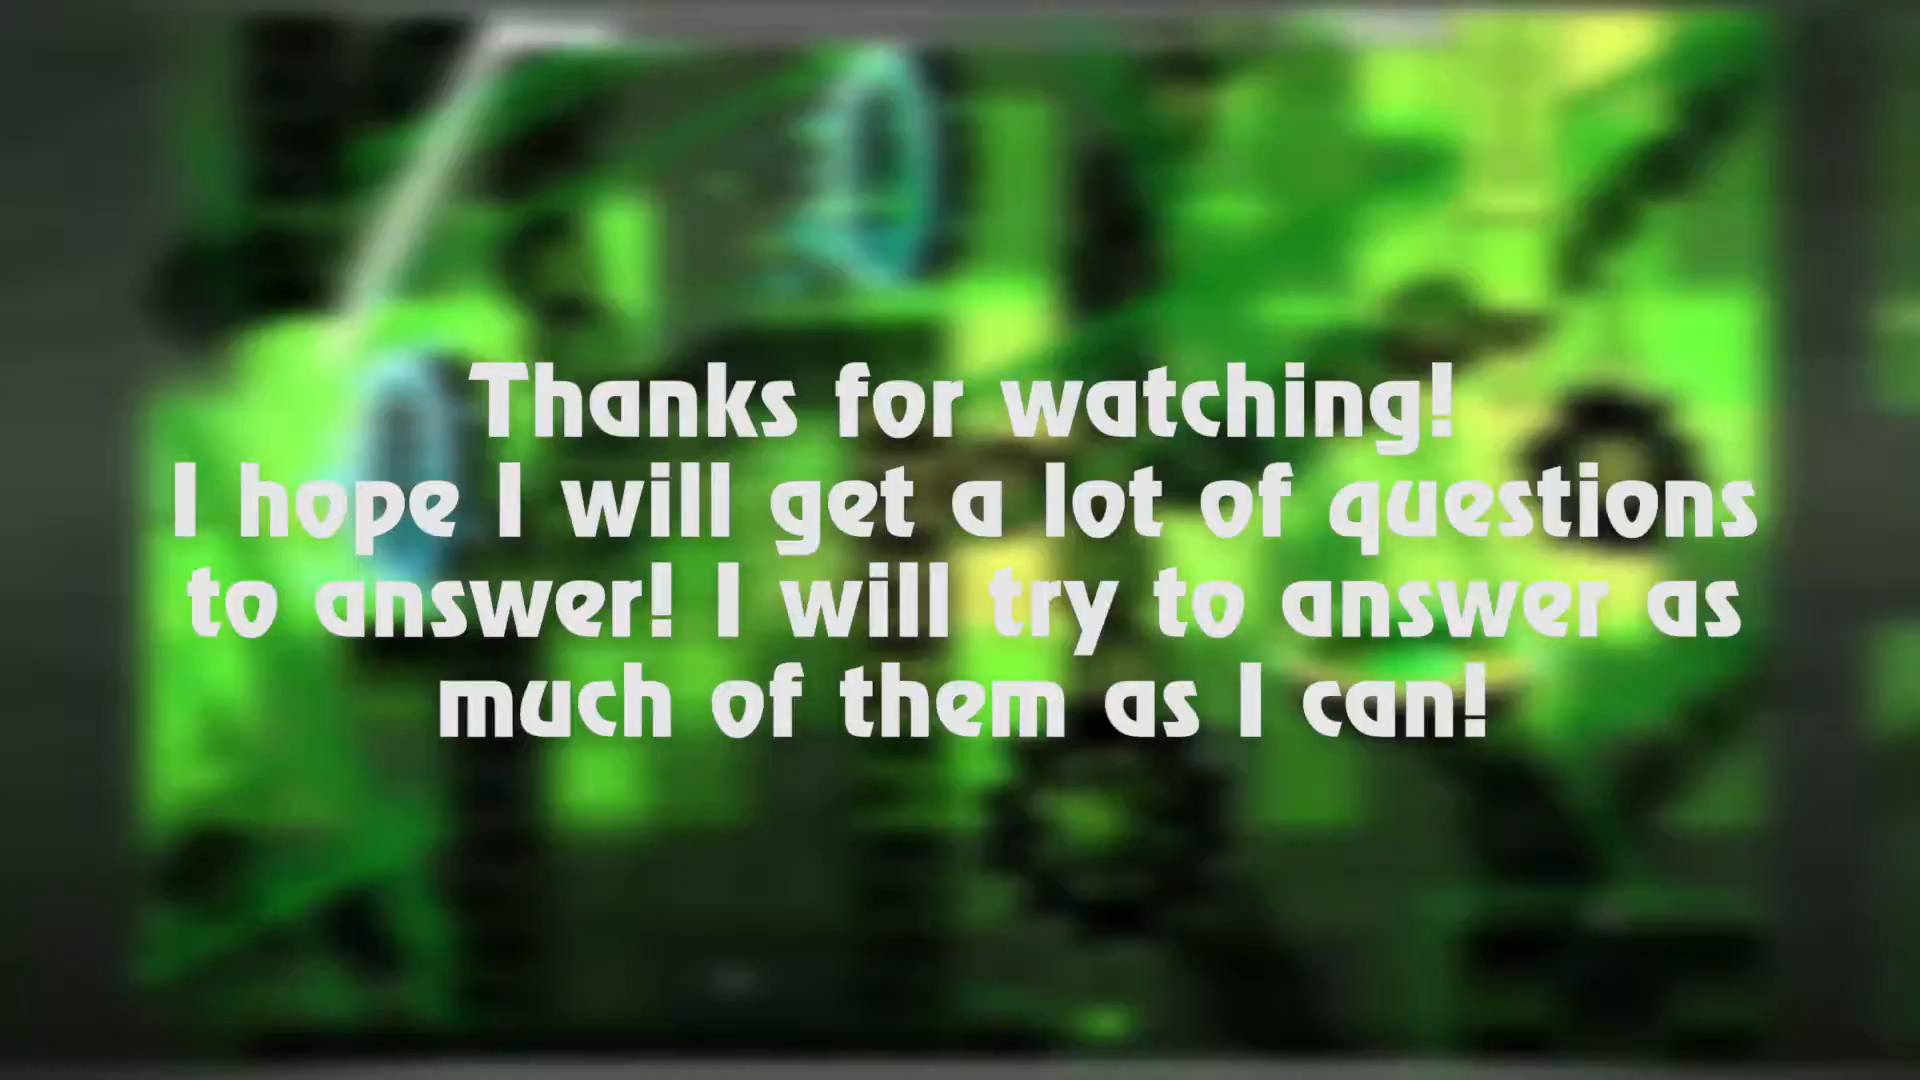 Thanks for watching!
I hope I will get a lot of questions
to answer! I will try to answer as
much of them as I can!